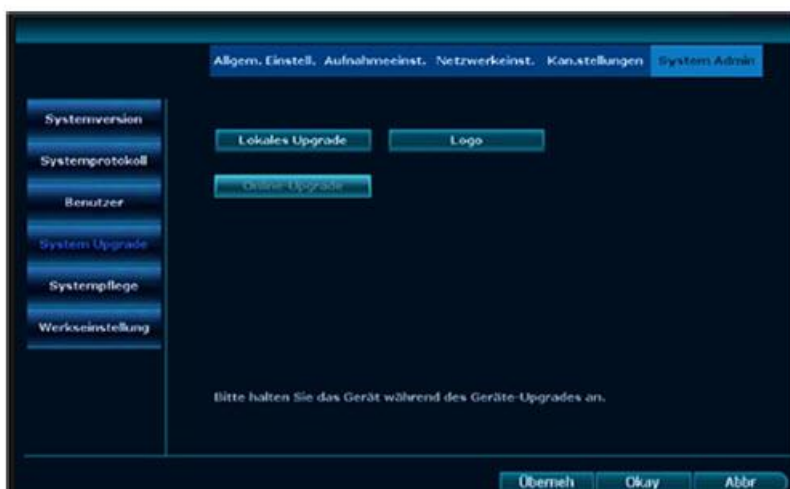 Allgem. Einstell. Aufnahmeeinst. Netzwerkeinst. Kan.stellungen System Admin
Systemversion
Systemprotokoll
Benutzer
System Upgrade
Systempflege
Werkseinstellung
Lokales Upgrade Logo
Online-Upgrade
Bitte halten Sie das Gerät während des Geräte-Upgrades an.
Überneh Okay Abbr